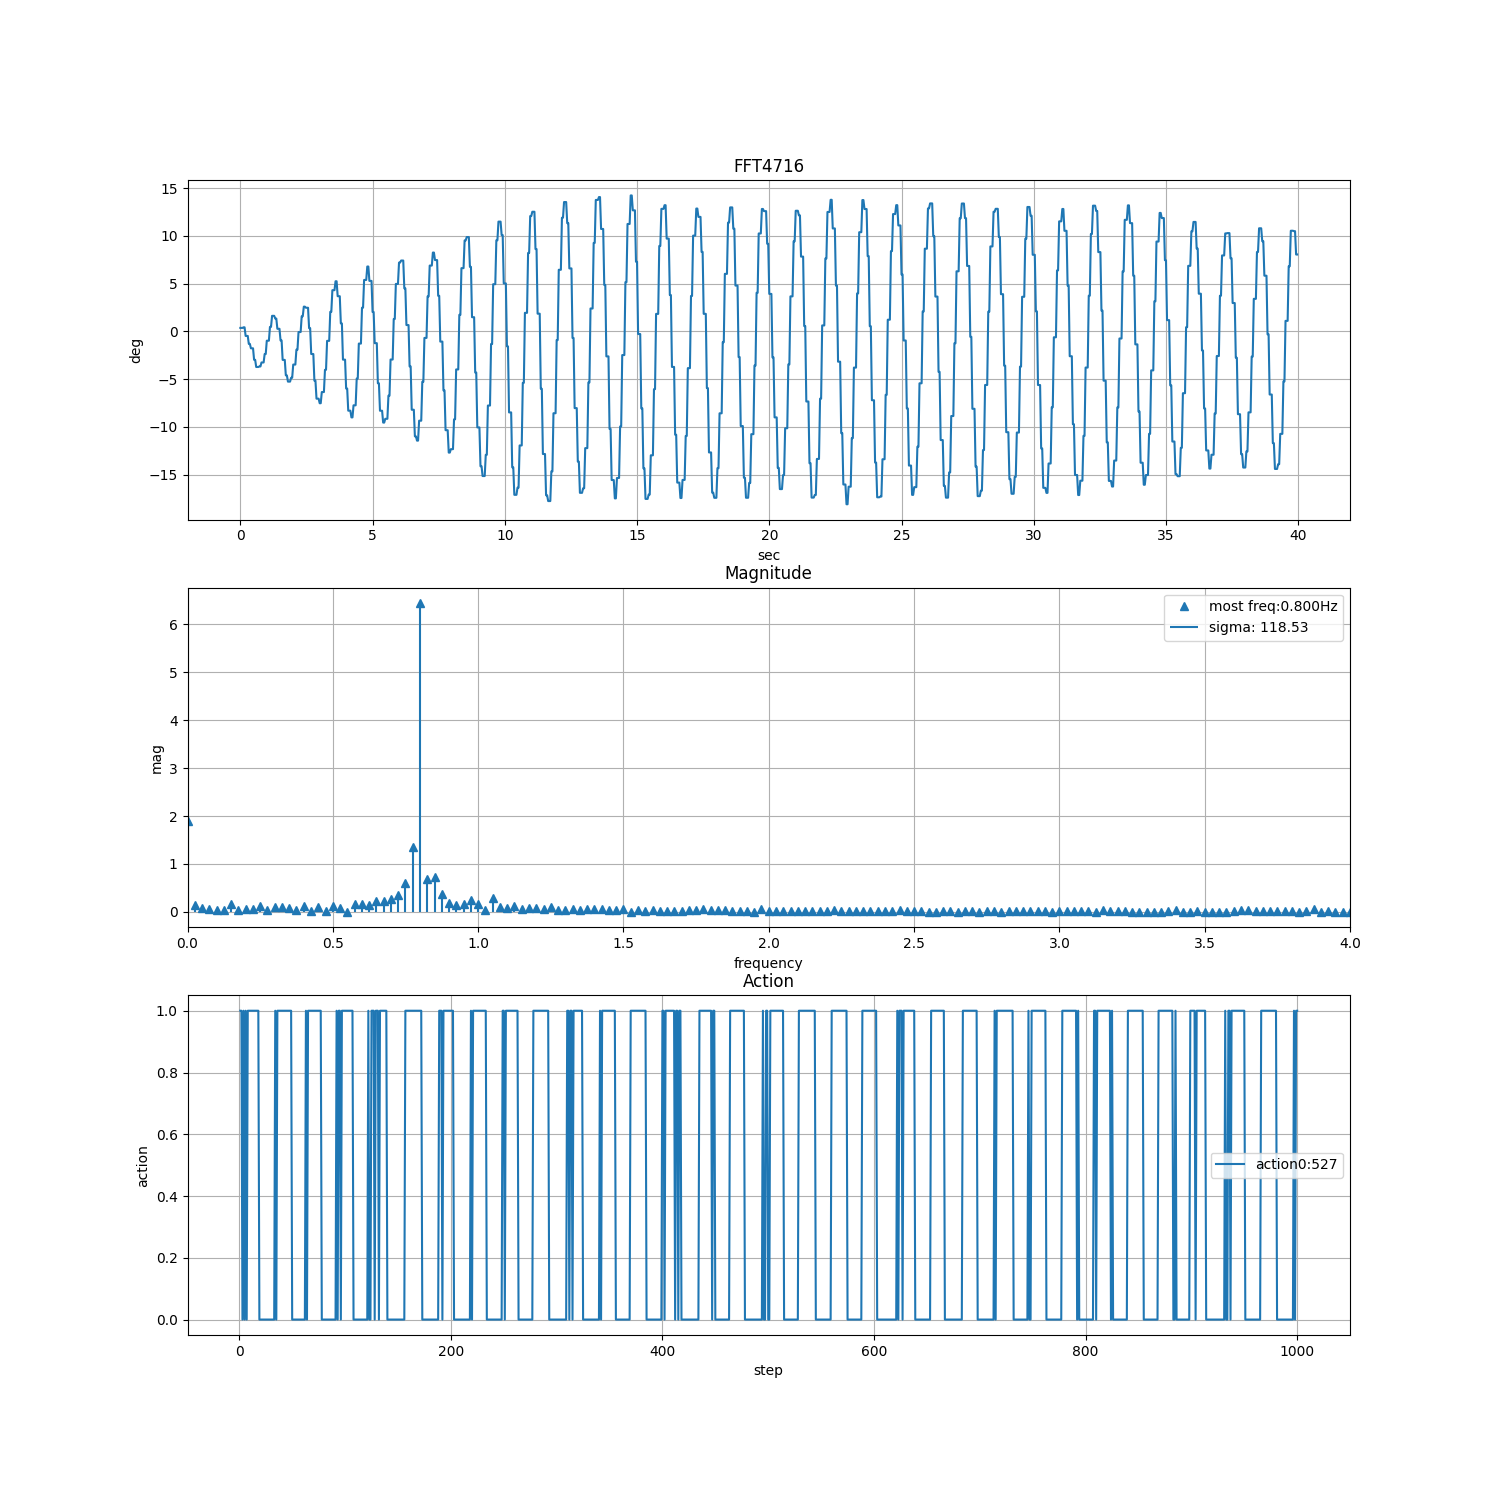 FFT4716
15
10
5
0
−5
−10
−15
deg
0 5 10 15 20 25 30 35 40
sec
Magnitude
6
5
4
3
2
1
0
mag
most freq:0.800Hz
sigma: 118.53
0.0 0.5 1.0 1.5 2.0 2.5 3.0 3.5 4.0
frequency
Action
1.0
0.8
0.6
0.4
0.2
0.0
action
action0:527
0 200 400 600 800 1000
step